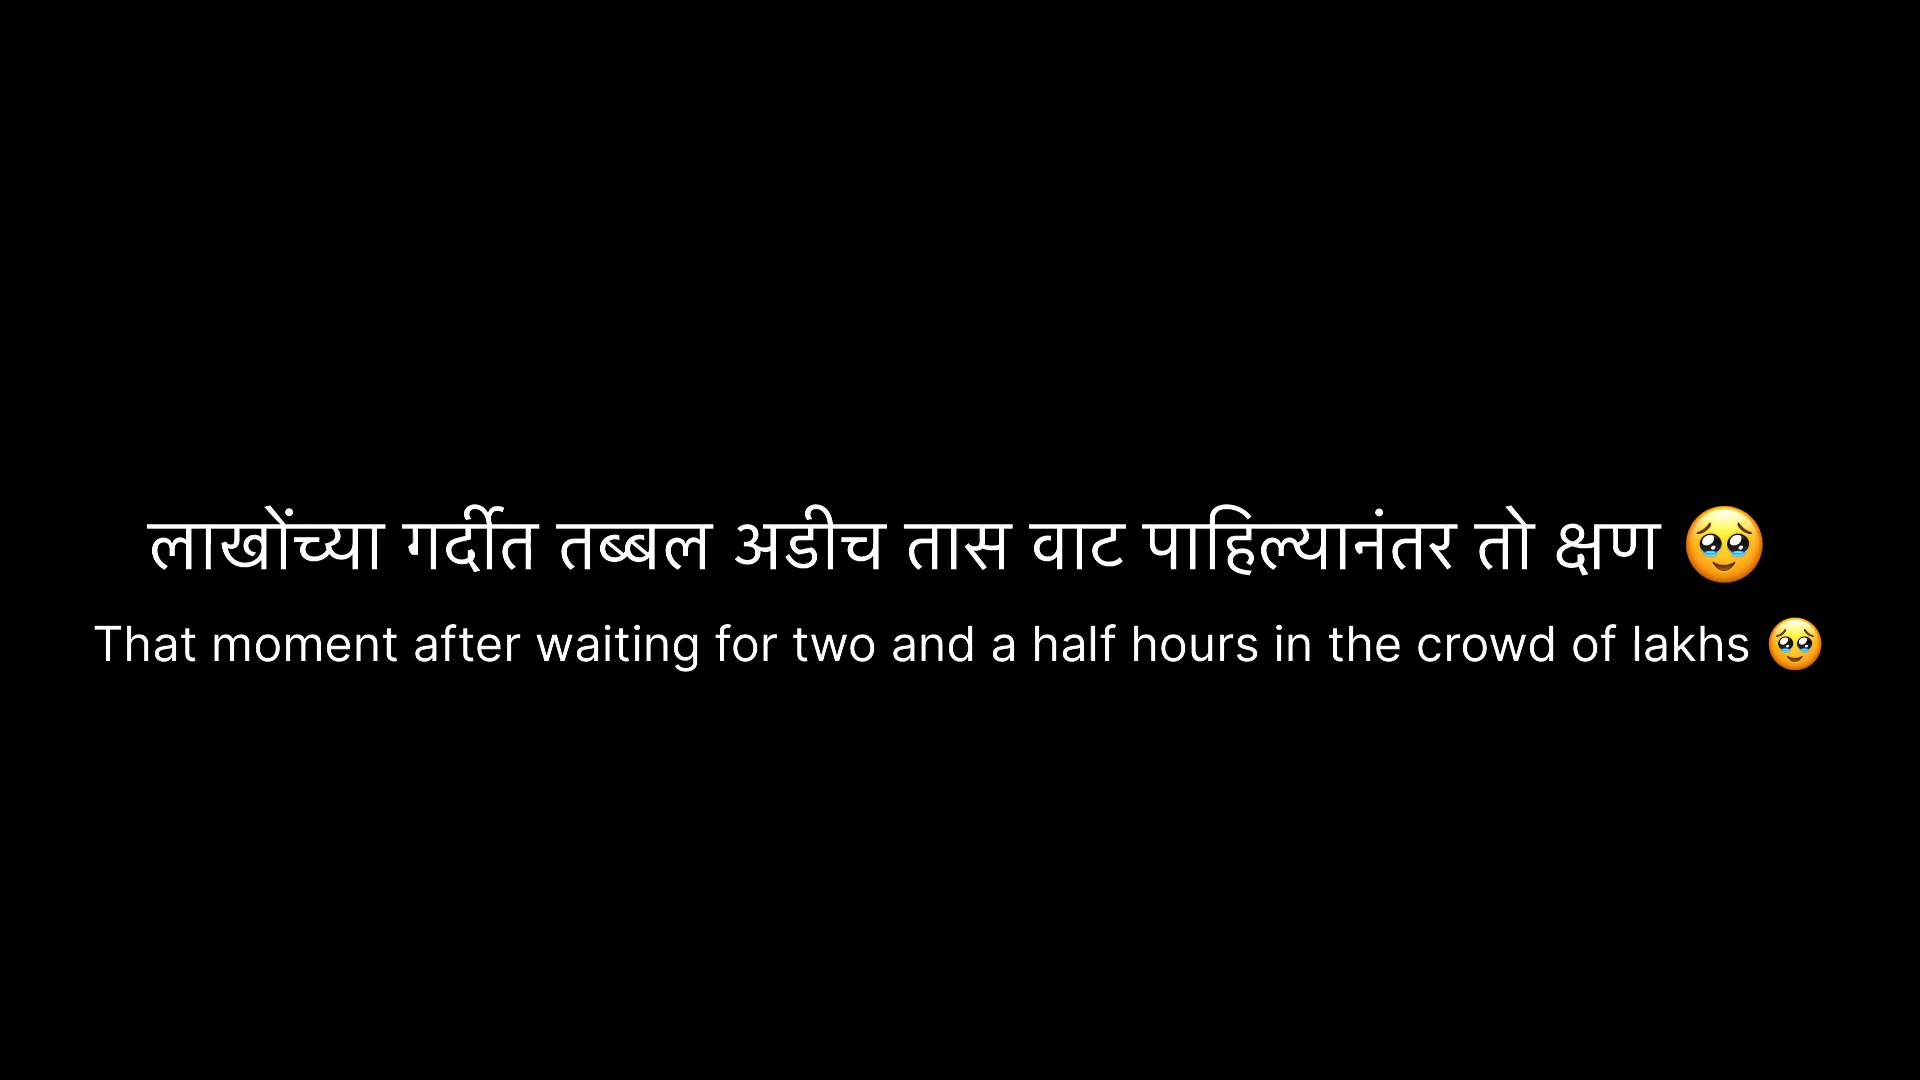 लाखोंच्या गर्दीत तब्बल अडीच तास वाट पाहिल्यानंतर तो क्षण 🥹
That moment after waiting for two and a half hours in the crowd of lakhs 🥹